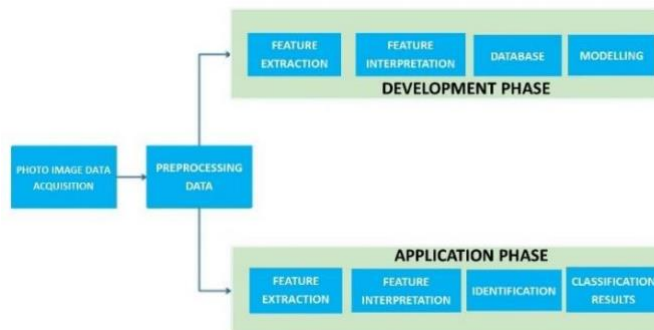 FEATURE
EXTRACTION
FEATURE
INTERPRETATION
DATABASE
MODELLING
DEVELOPMENT PHASE
PHOTO IMAGE DATA
ACQUISITION
PREPROCESSING
DATA
APPLICATION PHASE
FEATURE
EXTRACTION
FEATURE
INTERPRETATION
IDENTIFICATION
CLASSIFICATION
RESULTS